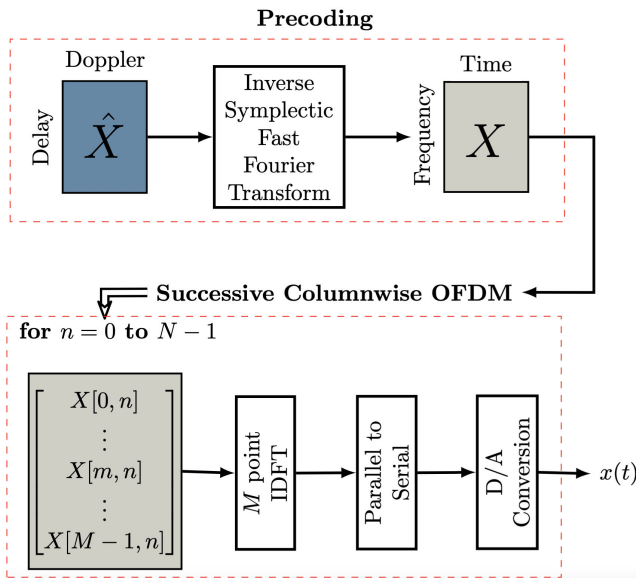 Precoding
Doppler
Delay
X̂
Inverse
Symplectic
Fast
Fourier
Transform
Time
Frequency
X
Successive Columnwise OFDM
for n = 0 to N − 1
X[0, n]
⋮
X[m, n]
⋮
X[M − 1, n]
M point
IDFT
Parallel to
Serial
D/A
Conversion
x(t)